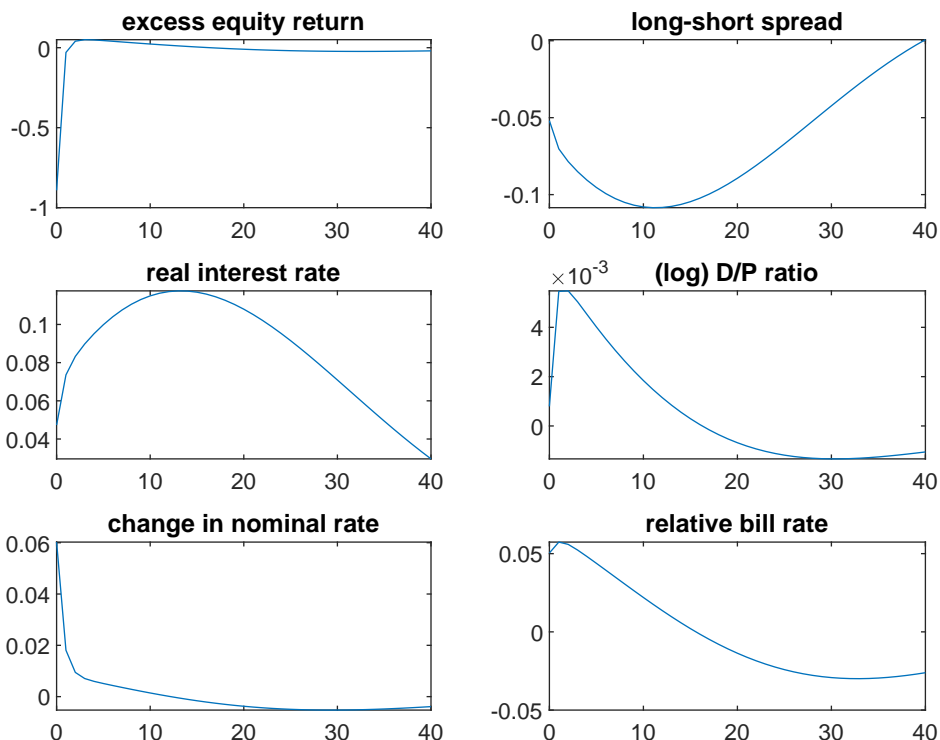 excess equity return
0
-0.5
-1
0 10 20 30 40
long-short spread
0
-0.05
-0.1
0 10 20 30 40
real interest rate
0.1
0.08
0.06
0.04
0 10 20 30 40
×10⁻³ (log) D/P ratio
4
2
0
0 10 20 30 40
change in nominal rate
0.06
0.04
0.02
0
0 10 20 30 40
relative bill rate
0.05
0
-0.05
0 10 20 30 40